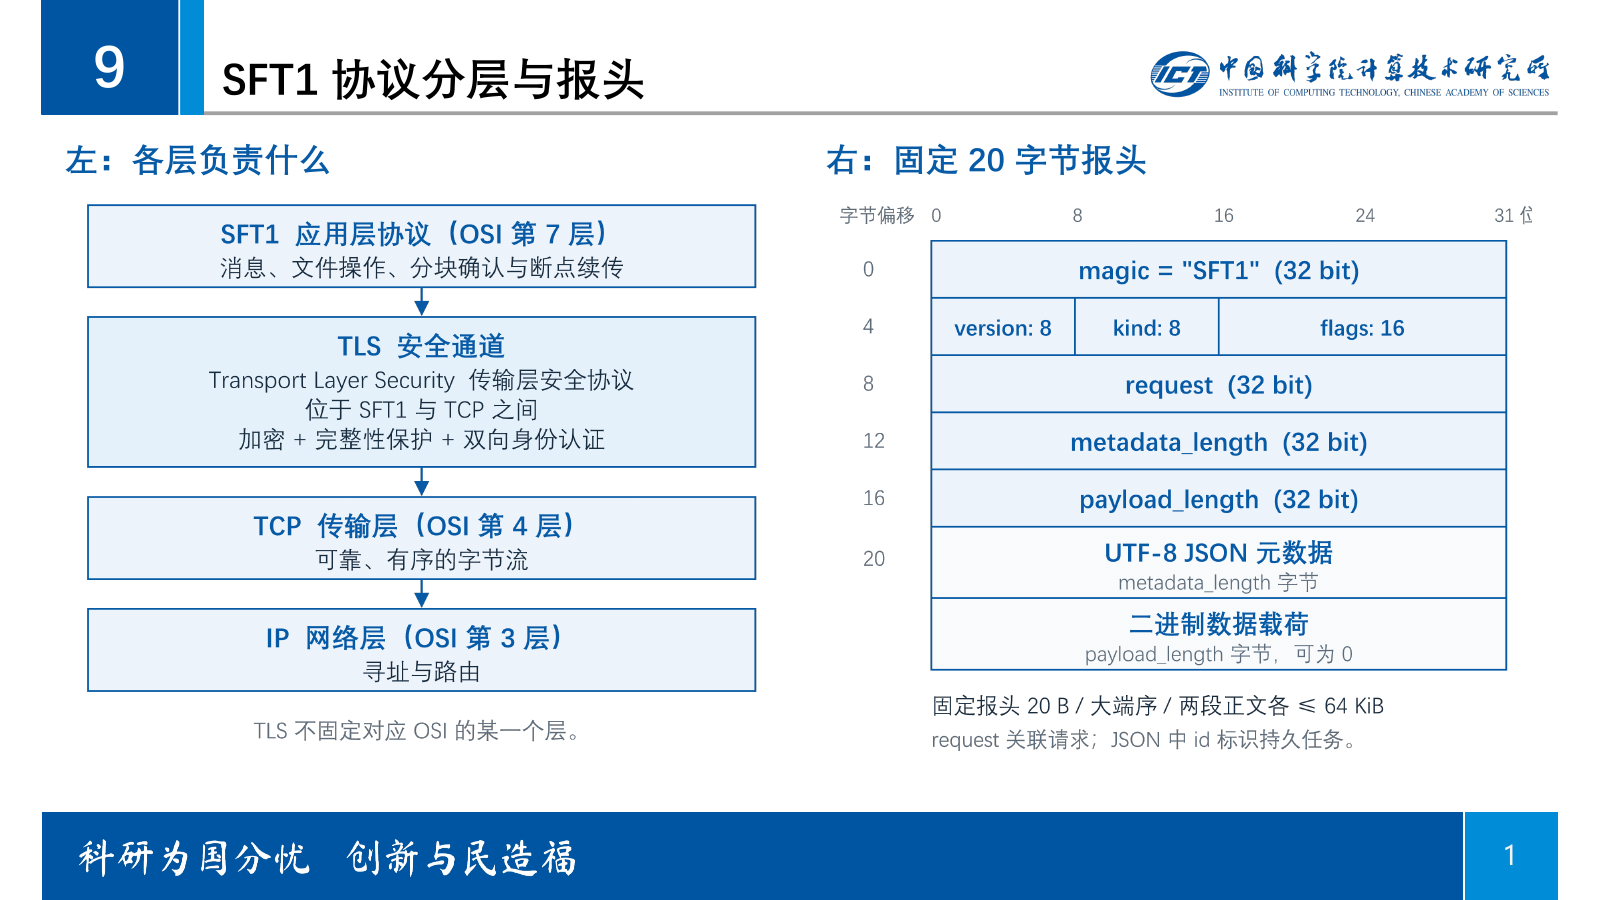 9
SFT1 协议分层与报头
ICT 中国科学院计算技术研究所
INSTITUTE OF COMPUTING TECHNOLOGY, CHINESE ACADEMY OF SCIENCES
左：各层负责什么
SFT1 应用层协议（OSI 第 7 层）
消息、文件操作、分块确认与断点续传
TLS 安全通道
Transport Layer Security 传输层安全协议
位于 SFT1 与 TCP 之间
加密 + 完整性保护 + 双向身份认证
TCP 传输层（OSI 第 4 层）
可靠、有序的字节流
IP 网络层（OSI 第 3 层）
寻址与路由
TLS 不固定对应 OSI 的某一个层。
右：固定 20 字节报头
字节偏移 0 8 16 24 31 位
0 magic = "SFT1" (32 bit)
4 version: 8 kind: 8 flags: 16
8 request (32 bit)
12 metadata_length (32 bit)
16 payload_length (32 bit)
20 UTF-8 JSON 元数据
metadata_length 字节
二进制数据载荷
payload_length 字节，可为 0
固定报头 20 B / 大端序 / 两段正文各 ≤ 64 KiB
request 关联请求；JSON 中 id 标识持久任务。
科研为国分忧 创新与民造福
1